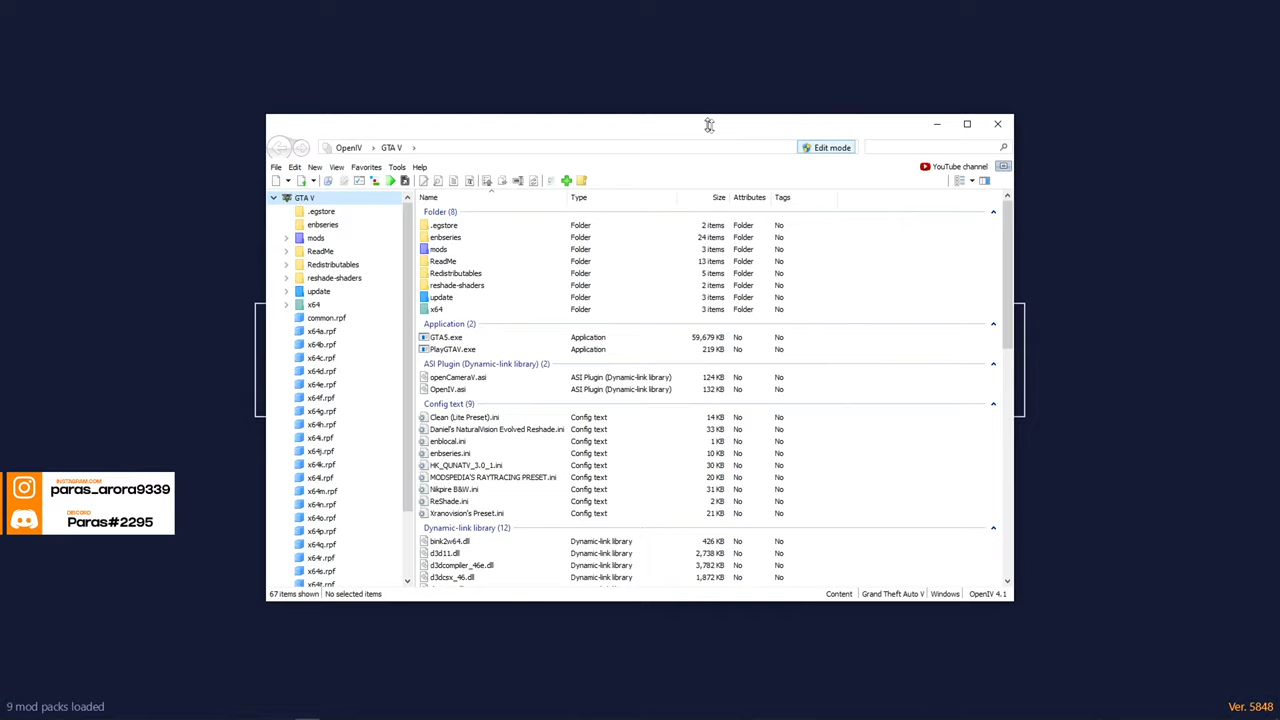 OpenIV
GTA V
Edit mode
File Edit New View Favorites Tools
YouTube channel
GTA V
.egstore
enbseries
mods
ReadMe
Redistributables
reshade-shaders
update
x64
common.rpf
x64a.rpf
x64b.rpf
x64c.rpf
x64d.rpf
x64e.rpf
x64f.rpf
x64g.rpf
x64h.rpf
x64i.rpf
x64j.rpf
x64k.rpf
x64l.rpf
x64m.rpf
x64n.rpf
x64o.rpf
x64p.rpf
x64q.rpf
x64r.rpf
x64s.rpf
x64t.rpf
Name Type Size Attributes Tags
Folder (8)
.egstore Folder 2 items Folder No
enbseries Folder 24 items Folder No
mods Folder 3 items Folder No
ReadMe Folder 13 items Folder No
Redistributables Folder 5 items Folder No
reshade-shaders Folder 2 items Folder No
update Folder 3 items Folder No
x64 Folder 3 items Folder No
Application (2)
GTA5.exe Application 59,679 KB No No
PlayGTAV.exe Application 219 KB No No
ASI Plugin (Dynamic-link library) (2)
openCameraV.asi ASI Plugin (Dynamic-link library) 124 KB No No
OpenIV.asi ASI Plugin (Dynamic-link library) 132 KB No No
Config text (9)
Clean (Lite Preset).ini Config text 14 KB No No
Daniel's NaturalVision Evolved Reshade.ini Config text 33 KB No No
enblocal.ini Config text 1 KB No No
enbseries.ini Config text 10 KB No No
HK_QUNATV_3.0_1.ini Config text 30 KB No No
MODSPEDIA'S RAYTRACING PRESET.ini Config text 20 KB No No
Nikpire B&W.ini Config text 31 KB No No
ReShade.ini Config text 2 KB No No
Xranovision's Preset.ini Config text 21 KB No No
Dynamic-link library (12)
bink2w64.dll Dynamic-link library 426 KB No No
d3d11.dll Dynamic-link library 2,738 KB No No
d3dcompiler_46e.dll Dynamic-link library 3,782 KB No No
d3dcsx_46.dll Dynamic-link library 1,872 KB No No
67 items shown No selected items Content Grand Theft Auto V Windows OpenIV 4.1
INSTAGRAM.COM
paras_arora9339
DISCORD
Paras#2295
9 mod packs loaded
Ver. 5848